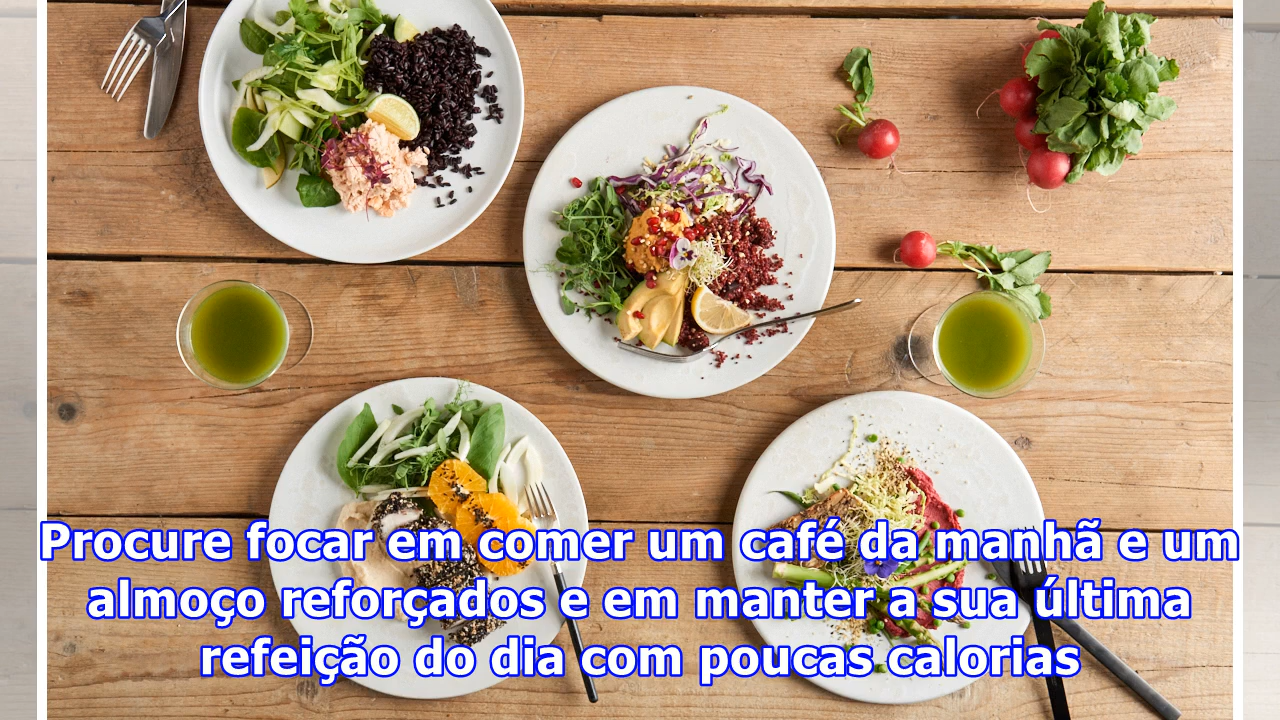 Procure focar em comer um café da manhã e um
almoço reforçados e em manter a sua última
refeição do dia com poucas calorias